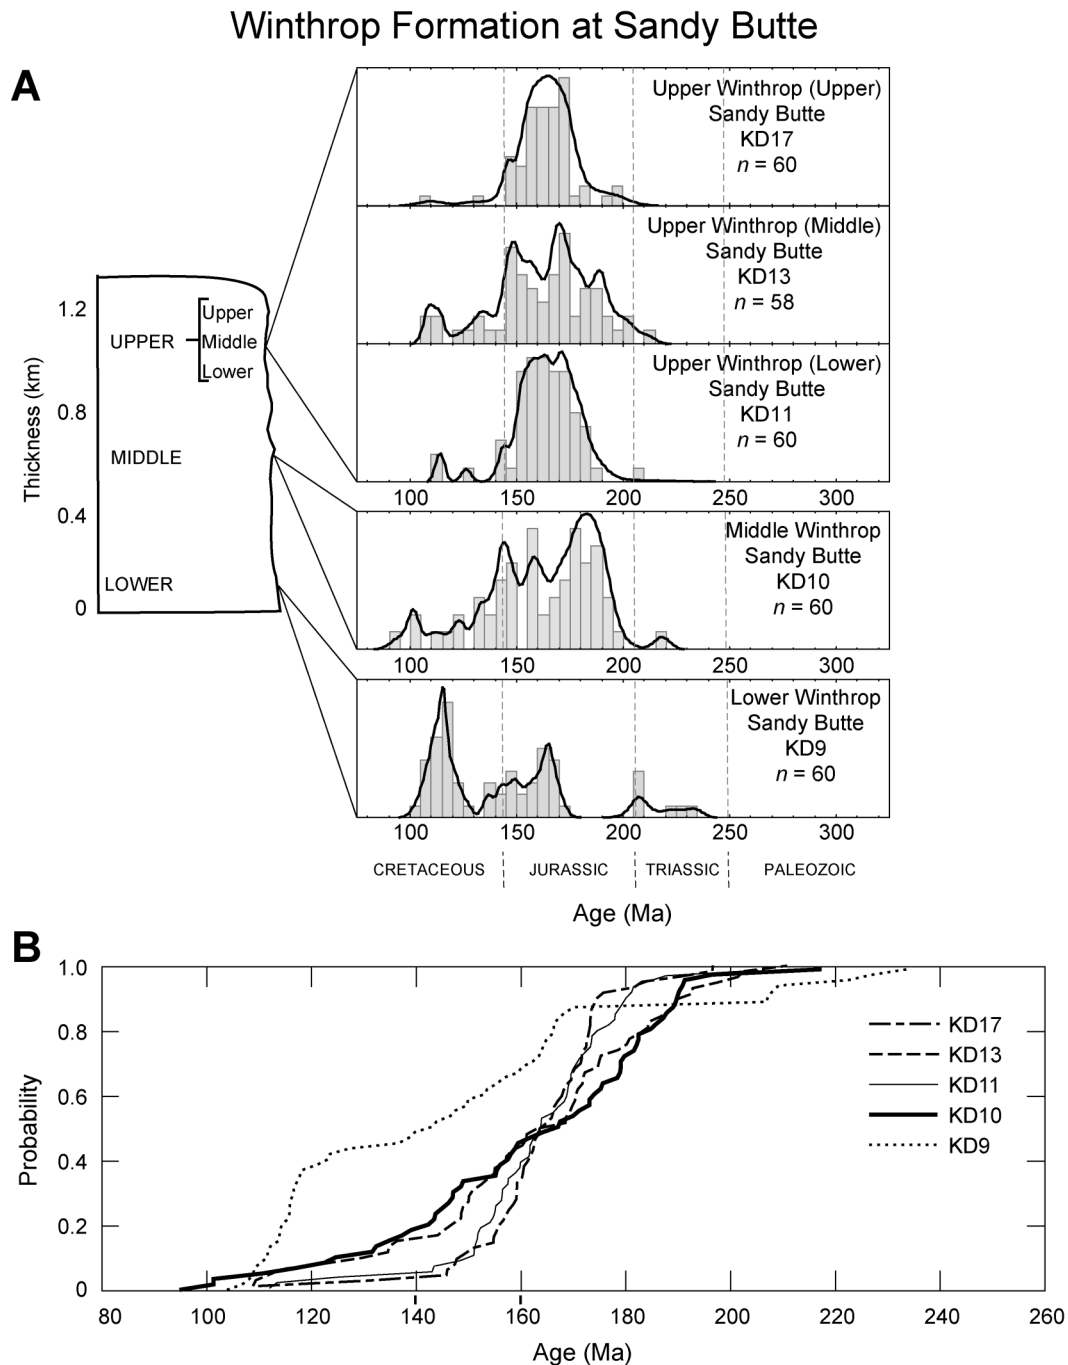 Winthrop Formation at Sandy Butte
A
Upper Winthrop (Upper)
Sandy Butte
KD17
n = 60
Upper Winthrop (Middle)
Sandy Butte
KD13
n = 58
Upper Winthrop (Lower)
Sandy Butte
KD11
n = 60
100 150 200 250 300
Middle Winthrop
Sandy Butte
KD10
n = 60
100 150 200 250 300
Lower Winthrop
Sandy Butte
KD9
n = 60
100 150 200 250 300
CRETACEOUS JURASSIC TRIASSIC PALEOZOIC
Age (Ma)
Thickness (km)
1.2
0.8
0.4
0
UPPER
Upper
Middle
Lower
MIDDLE
LOWER
B
Probability
1.0
0.8
0.6
0.4
0.2
0
80 100 120 140 160 180 200 220 240 260
Age (Ma)
KD17
KD13
KD11
KD10
KD9